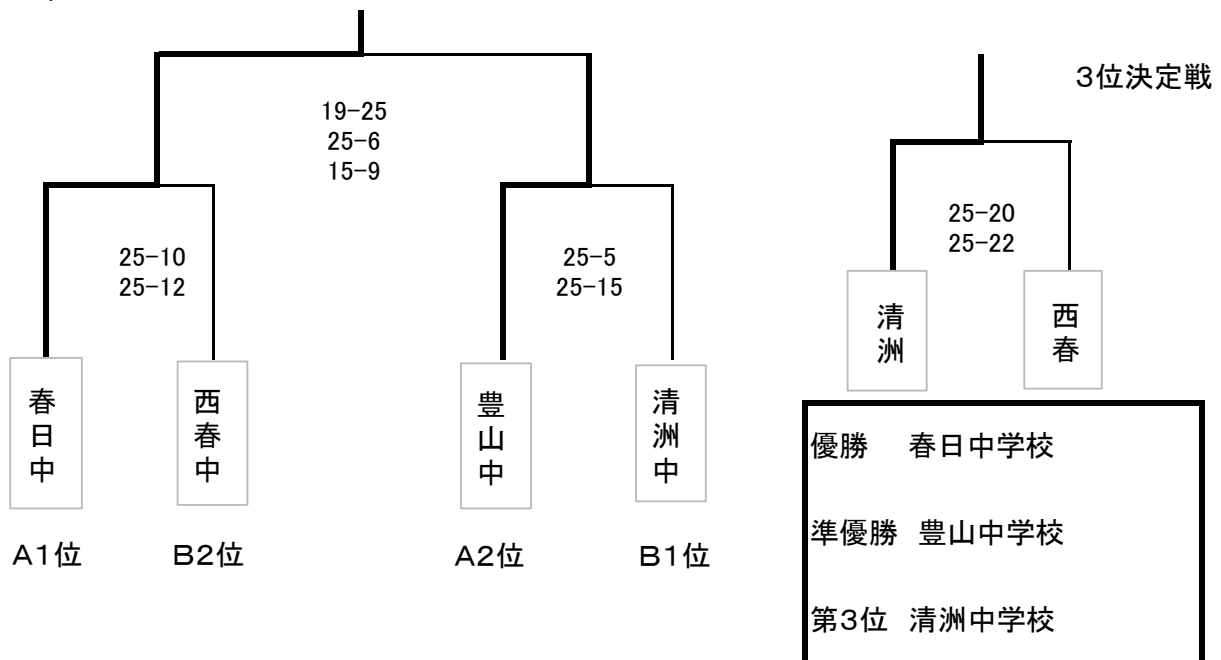 3位決定戦
19-25
25-6
15-9
25-10
25-12
25-5
25-15
25-20
25-22
清洲
西春
春日中
西春中
豊山中
清洲中
A1位
B2位
A2位
B1位
優勝 春日中学校
準優勝 豊山中学校
第3位 清洲中学校